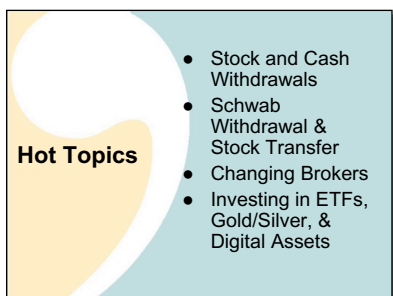 Hot Topics
● Stock and Cash
Withdrawals
● Schwab
Withdrawal &
Stock Transfer
● Changing Brokers
● Investing in ETFs,
Gold/Silver, &
Digital Assets